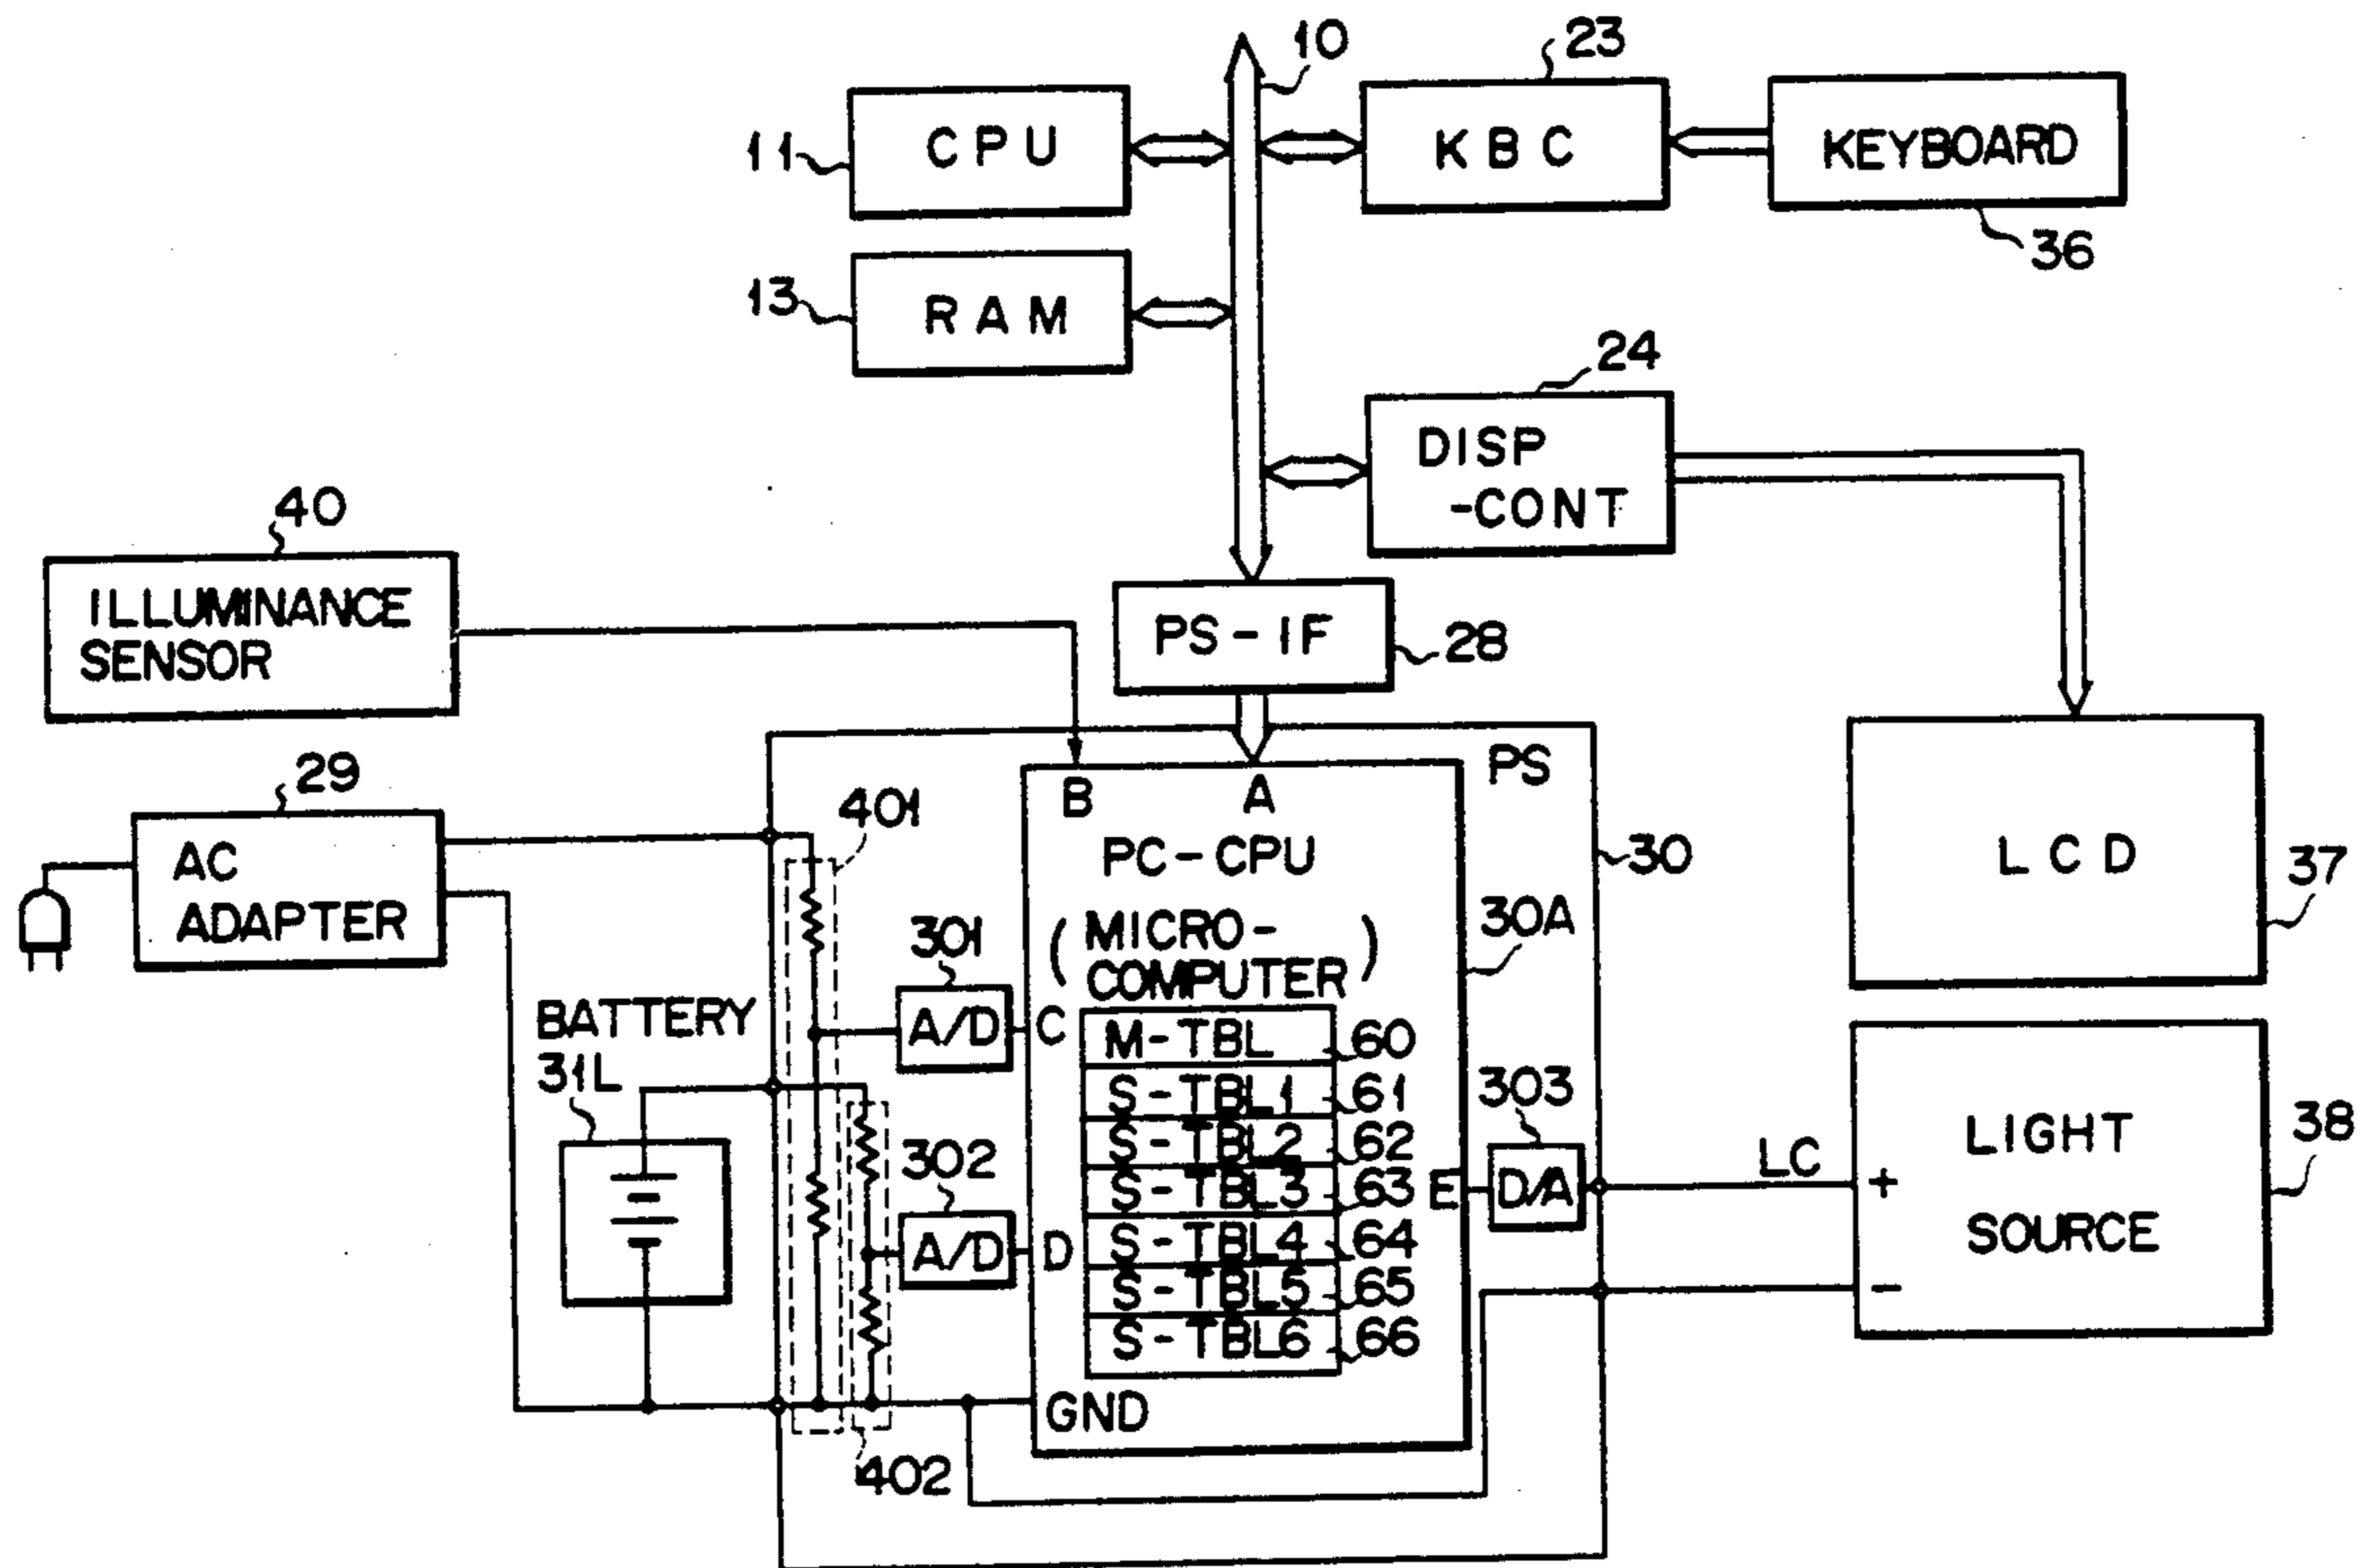 10
23
11
CPU
KBC
KEYBOARD
36
13
RAM
24
DISP
-CONT
40
ILLUMINANCE
SENSOR
PS-IF
28
29
AC
ADAPTER
401
B
A
PS
PC-CPU
(MICRO-
COMPUTER)
30
30A
LCD
37
301
A/D
C
BATTERY
31L
M-TBL
60
S-TBL1
61
S-TBL2
62
S-TBL3
63
S-TBL4
64
S-TBL5
65
S-TBL6
66
302
A/D
D
E
303
D/A
LC
+
LIGHT
SOURCE
-
38
GND
402